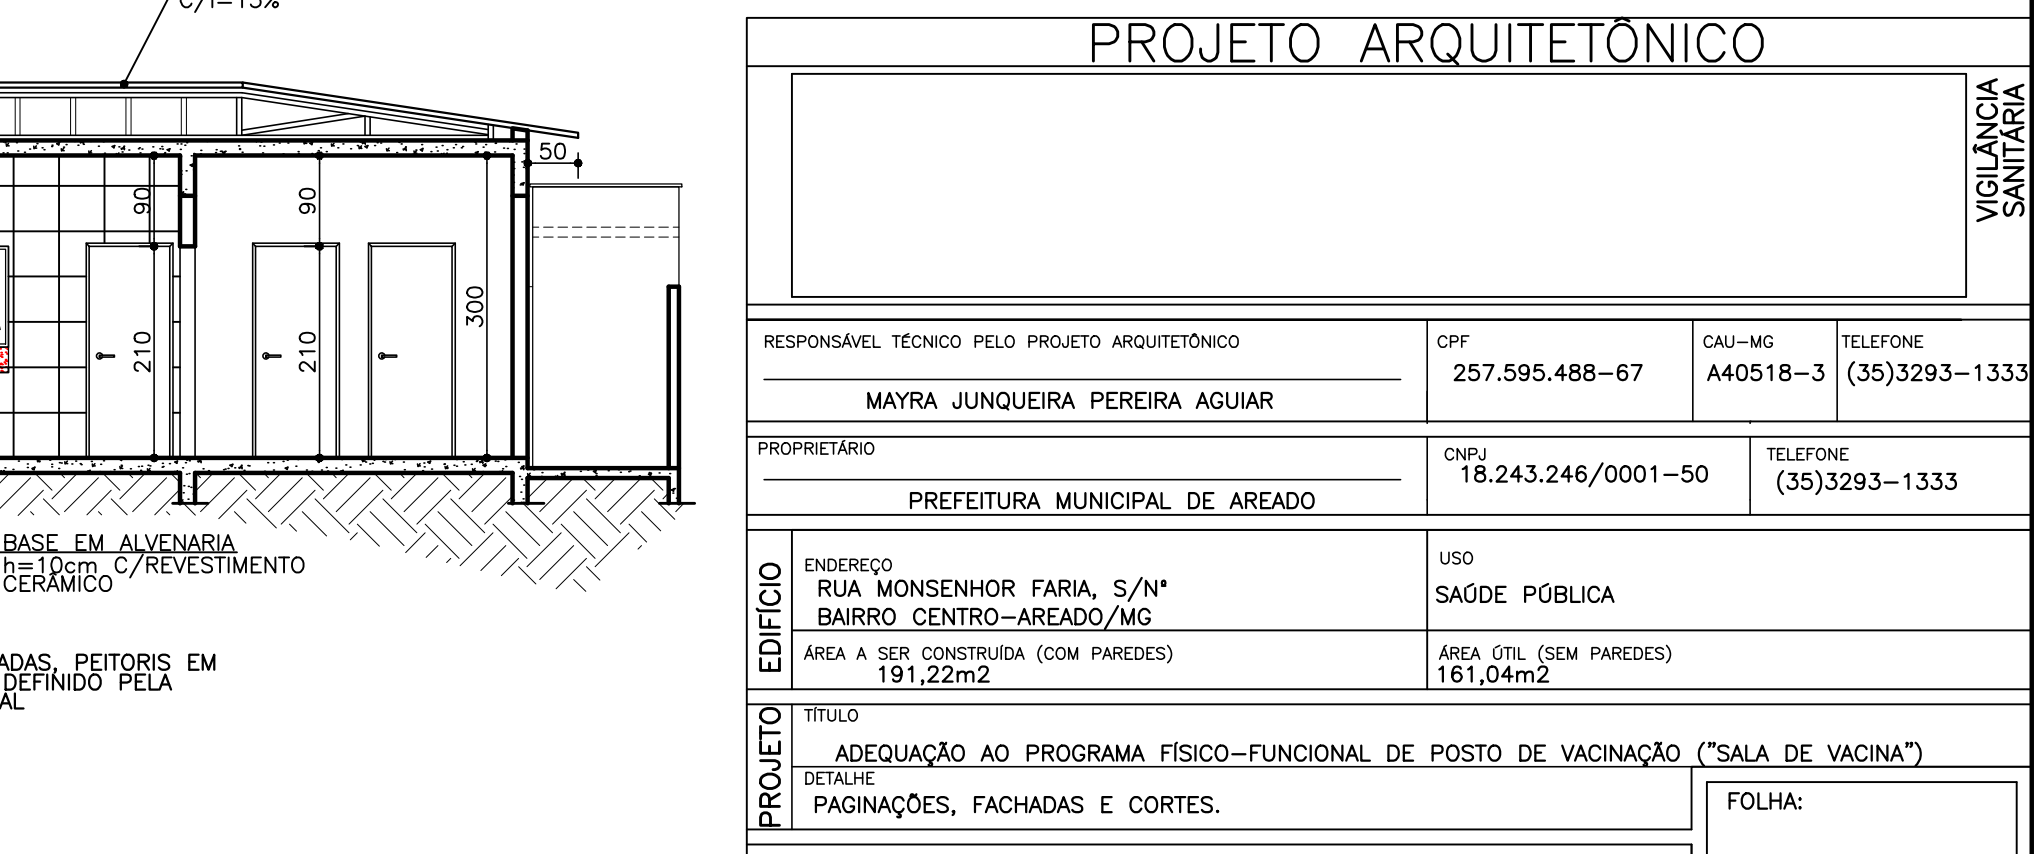 C/i=15%
50
90
90
210
210
300
BASE EM ALVENARIA
h=10cm C/REVESTIMENTO
CERÂMICO
ADAS, PEITORIS EM
DEFINIDO PELA
AL
PROJETO ARQUITETÔNICO
VIGILÂNCIA
SANITÁRIA
RESPONSÁVEL TÉCNICO PELO PROJETO ARQUITETÔNICO
MAYRA JUNQUEIRA PEREIRA AGUIAR
CPF
257.595.488-67
CAU-MG
A40518-3
TELEFONE
(35)3293-1333
PROPRIETÁRIO
PREFEITURA MUNICIPAL DE AREADO
CNPJ
18.243.246/0001-50
TELEFONE
(35)3293-1333
EDIFÍCIO
ENDEREÇO
RUA MONSENHOR FARIA, S/Nº
BAIRRO CENTRO-AREADO/MG
USO
SAÚDE PÚBLICA
ÁREA A SER CONSTRUÍDA (COM PAREDES)
191,22m2
ÁREA ÚTIL (SEM PAREDES)
161,04m2
PROJETO
TÍTULO
ADEQUAÇÃO AO PROGRAMA FÍSICO-FUNCIONAL DE POSTO DE VACINAÇÃO ("SALA DE VACINA")
DETALHE
PAGINAÇÕES, FACHADAS E CORTES.
FOLHA: